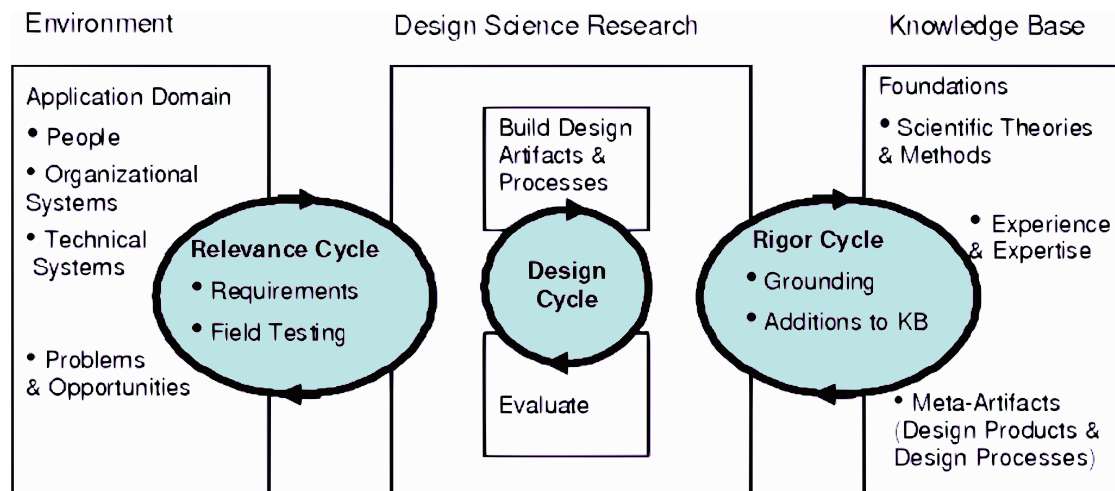 Environment
Design Science Research
Knowledge Base
Application Domain
• People
• Organizational
Systems
• Technical
Systems
• Problems
& Opportunities
Relevance Cycle
• Requirements
• Field Testing
Build Design
Artifacts &
Processes
Design
Cycle
Evaluate
Rigor Cycle
• Grounding
• Additions to KB
Foundations
• Scientific Theories
& Methods
• Experience
& Expertise
• Meta-Artifacts
(Design Products &
Design Processes)